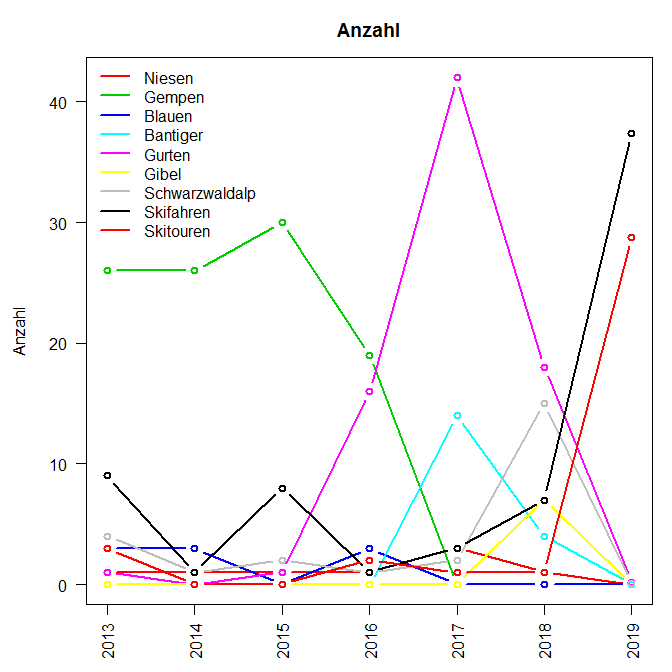 Anzahl
Niesen
Gempen
Blauen
Bantiger
Gurten
Gibel
Schwarzwaldalp
Skifahren
Skitouren
Anzahl
40
30
20
10
0
2013
2014
2015
2016
2017
2018
2019